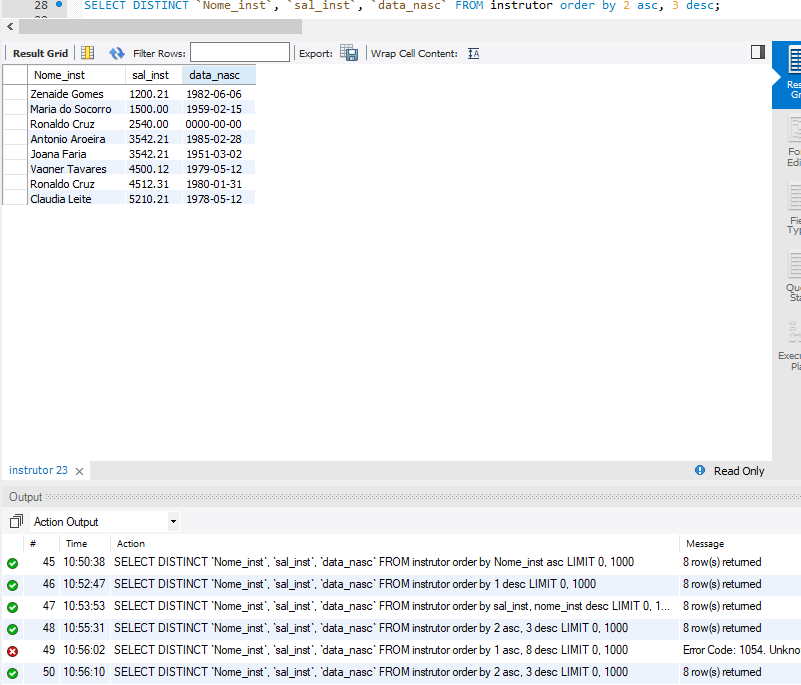 28 SELECT DISTINCT `Nome_inst`, `sal_inst`, `data_nasc` FROM instrutor order by 2 asc, 3 desc;
Result Grid Filter Rows: Export: Wrap Cell Content:
Nome_inst sal_inst data_nasc
Zenaide Gomes 1200.21 1982-06-06
Maria do Socorro 1500.00 1959-02-15
Ronaldo Cruz 2540.00 0000-00-00
Antonio Aroeira 3542.21 1985-02-28
Joana Faria 3542.21 1951-03-02
Vagner Tavares 4500.12 1979-05-12
Ronaldo Cruz 4512.31 1980-01-31
Claudia Leite 5210.21 1978-05-12
Res
Gr
For
Edi
Fie
Typ
Que
Sta
Execu
Pla
instrutor 23 Read Only
Output
Action Output
# Time Action Message
45 10:50:38 SELECT DISTINCT `Nome_inst`, `sal_inst`, `data_nasc` FROM instrutor order by Nome_inst asc LIMIT 0, 1000 8 row(s) returned
46 10:52:47 SELECT DISTINCT `Nome_inst`, `sal_inst`, `data_nasc` FROM instrutor order by 1 desc LIMIT 0, 1000 8 row(s) returned
47 10:53:53 SELECT DISTINCT `Nome_inst`, `sal_inst`, `data_nasc` FROM instrutor order by sal_inst, nome_inst desc LIMIT 0, 1... 8 row(s) returned
48 10:55:31 SELECT DISTINCT `Nome_inst`, `sal_inst`, `data_nasc` FROM instrutor order by 2 asc, 3 desc LIMIT 0, 1000 8 row(s) returned
49 10:56:02 SELECT DISTINCT `Nome_inst`, `sal_inst`, `data_nasc` FROM instrutor order by 1 asc, 8 desc LIMIT 0, 1000 Error Code: 1054. Unkno
50 10:56:10 SELECT DISTINCT `Nome_inst`, `sal_inst`, `data_nasc` FROM instrutor order by 2 asc, 3 desc LIMIT 0, 1000 8 row(s) returned